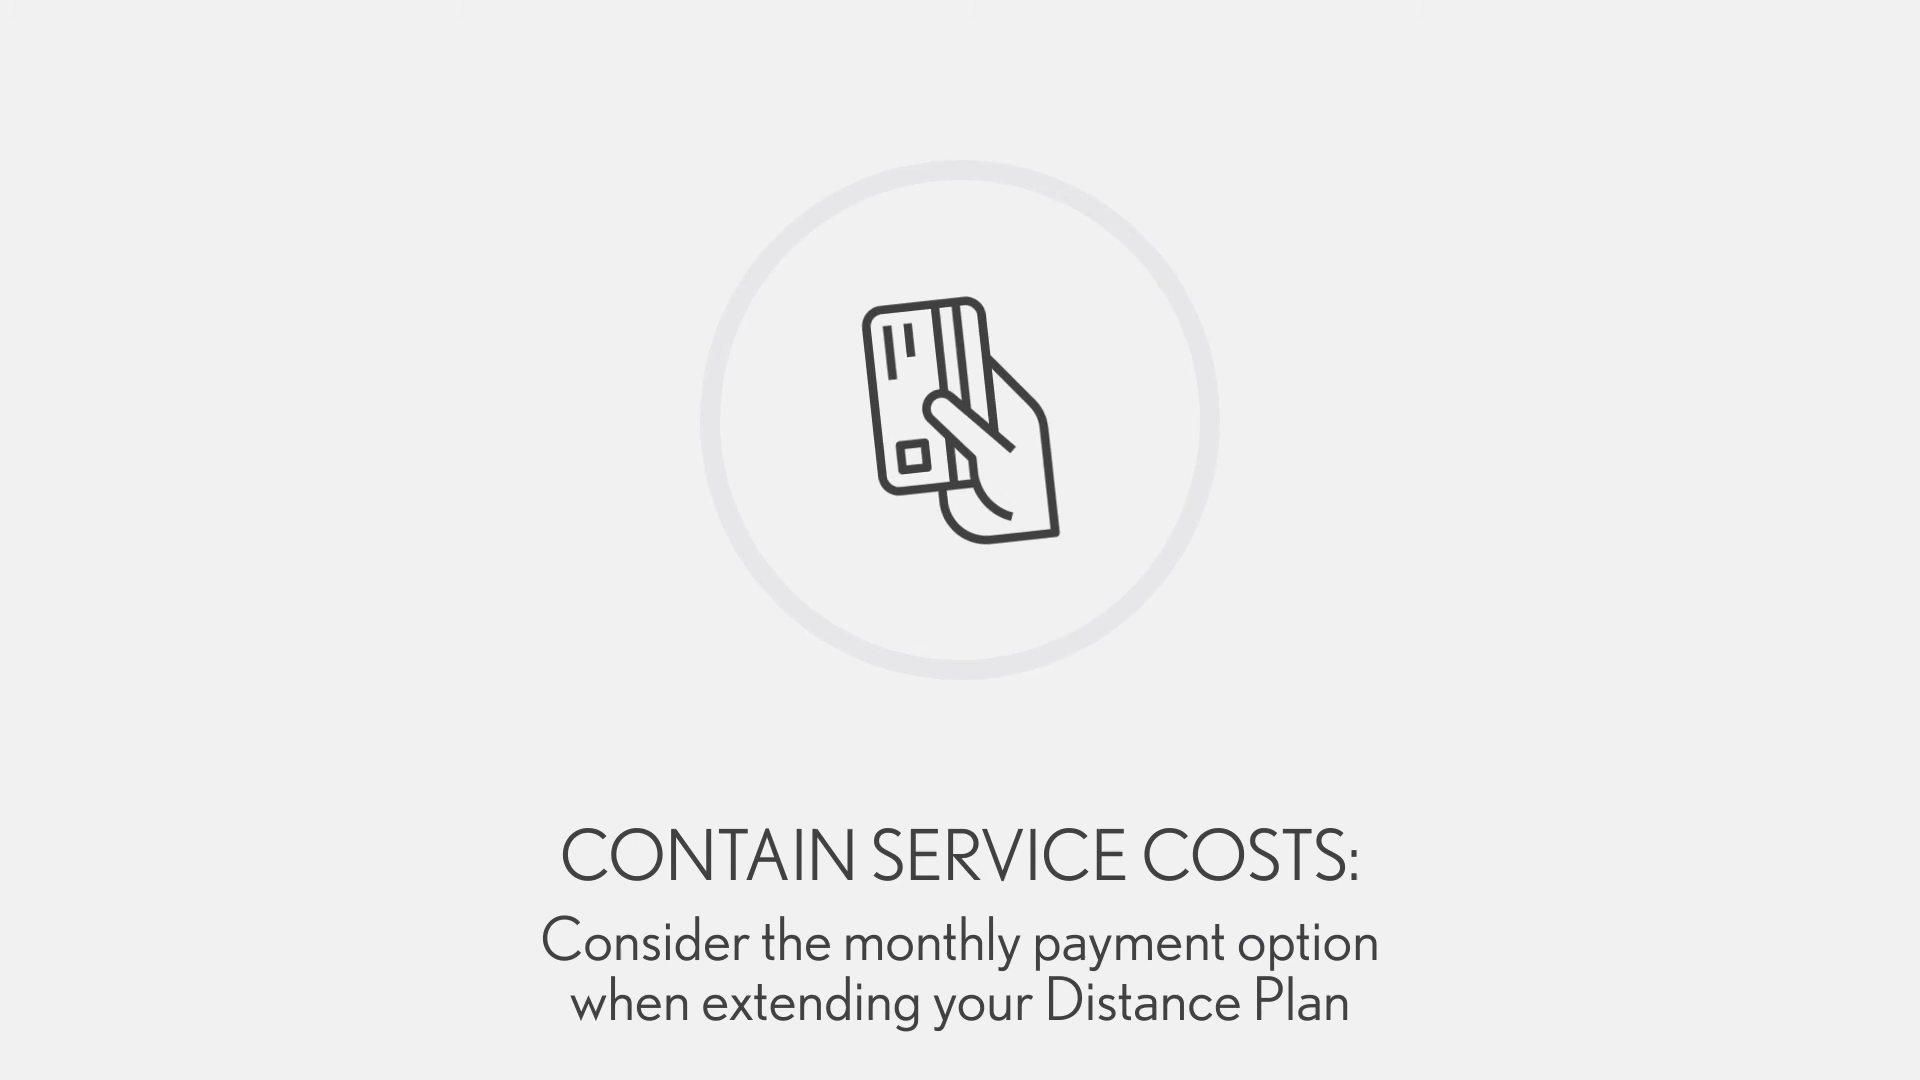 CONTAIN SERVICE COSTS:
Consider the monthly payment option
when extending your Distance Plan